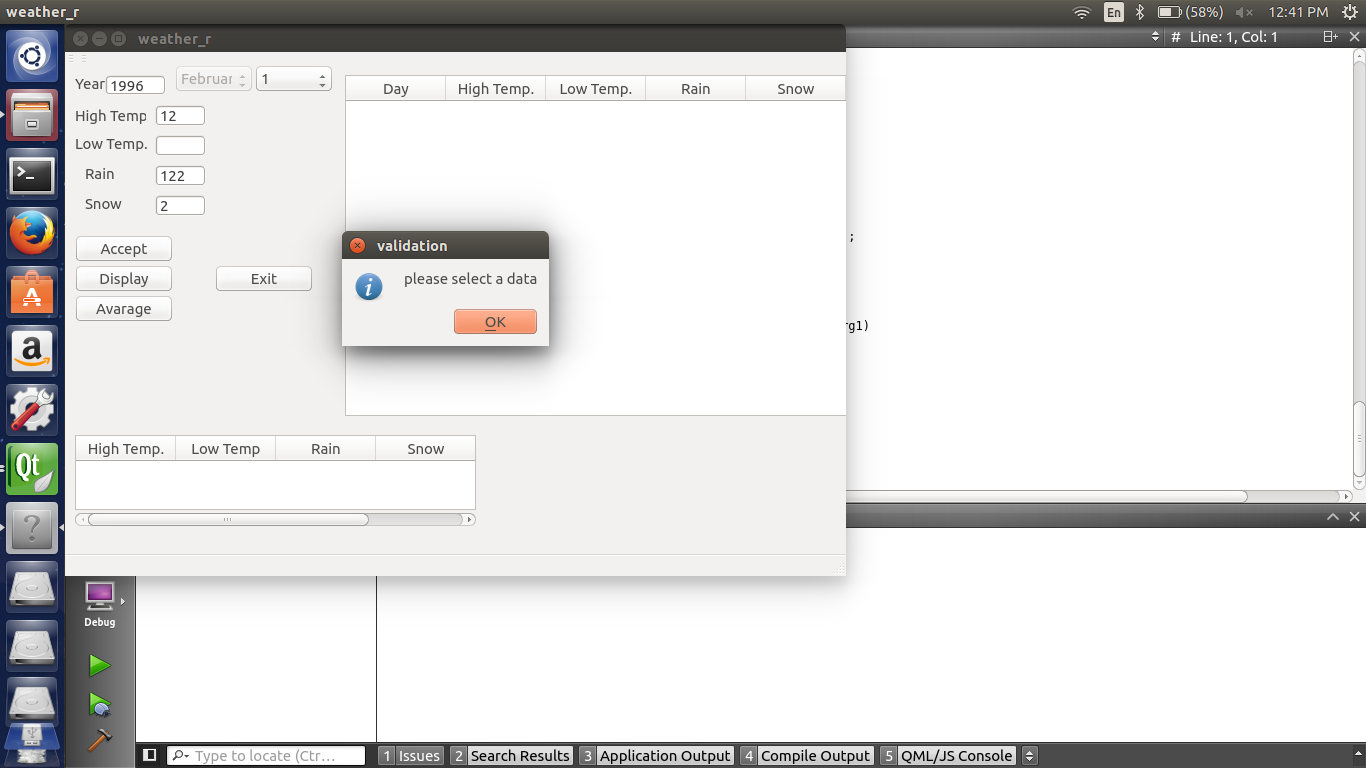 weather_r
En
(58%)
12:41 PM
weather_r
# Line: 1, Col: 1
Year 1996 Februar 1
High Temp 12
Low Temp.
Rain 122
Snow 2
Accept
Display
Exit
Avarage
Day High Temp. Low Temp. Rain Snow
;
validation
i
please select a data
OK
rg1)
High Temp. Low Temp Rain Snow
a
Qt
?
Debug
Type to locate (Ctr...
1 Issues 2 Search Results 3 Application Output 4 Compile Output 5 QML/JS Console